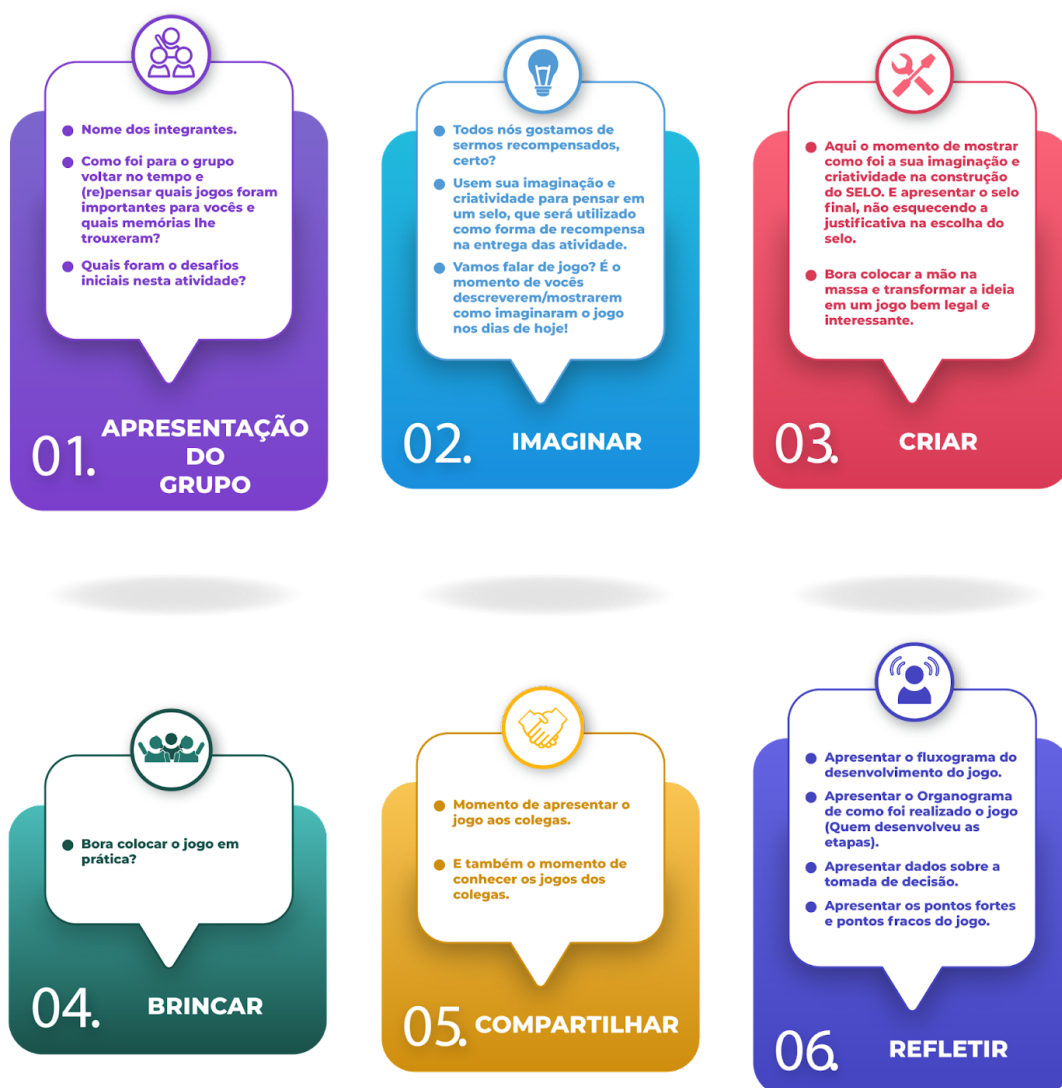 Nome dos integrantes.
Como foi para o grupo
voltar no tempo e
(re)pensar quais jogos foram
importantes para vocês e
quais memórias lhe
trouxeram?
Quais foram o desafios
iniciais nesta atividade?
01.
APRESENTAÇÃO
DO
GRUPO
Todos nós gostamos de
sermos recompensados,
certo?
Usem sua imaginação e
criatividade para pensar em
um selo, que será utilizado
como forma de recompensa
na entrega das atividade.
Vamos falar de jogo? É o
momento de vocês
descreverem/mostrarem
como imaginaram o jogo
nos dias de hoje!
02.
IMAGINAR
Aqui o momento de mostrar
como foi a sua imaginação e
criatividade na construção
do SELO. E apresentar o selo
final, não esquecendo a
justificativa na escolha do
selo.
Bora colocar a mão na
massa e transformar a ideia
em um jogo bem legal e
interessante.
03.
CRIAR
Bora colocar o jogo em
prática?
04.
BRINCAR
Momento de apresentar o
jogo aos colegas.
E também o momento de
conhecer os jogos dos
colegas.
05.
COMPARTILHAR
Apresentar o fluxograma do
desenvolvimento do jogo.
Apresentar o Organograma
de como foi realizado o jogo
(Quem desenvolveu as
etapas).
Apresentar dados sobre a
tomada de decisão.
Apresentar os pontos fortes
e pontos fracos do jogo.
06.
REFLETIR